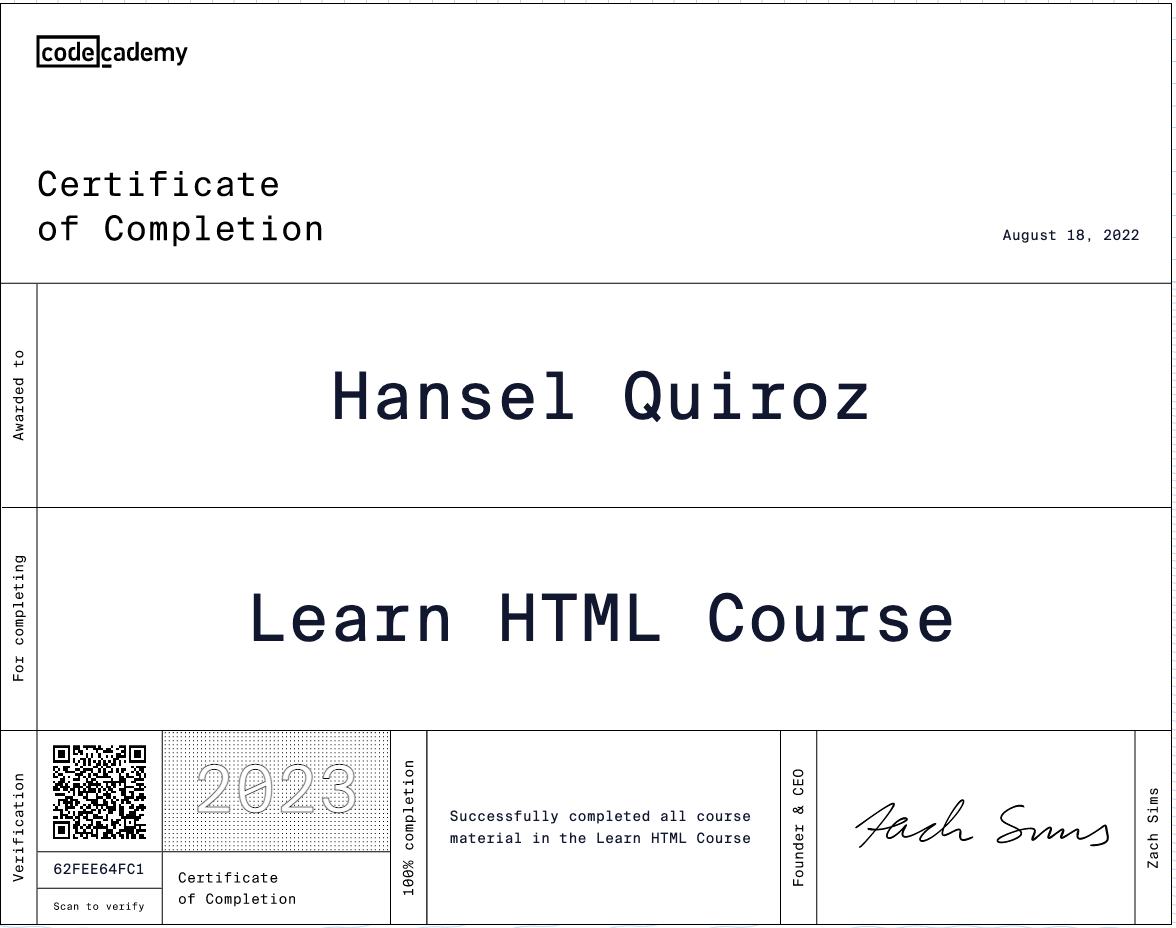 codecademy
Certificate
of Completion
August 18, 2022
Awarded to
Hansel Quiroz
For completing
Learn HTML Course
Verification
62FEE64FC1
Scan to verify
2023
Certificate
of Completion
100% completion
Successfully completed all course
material in the Learn HTML Course
Founder & CEO
Zach Sims
Zach Sims